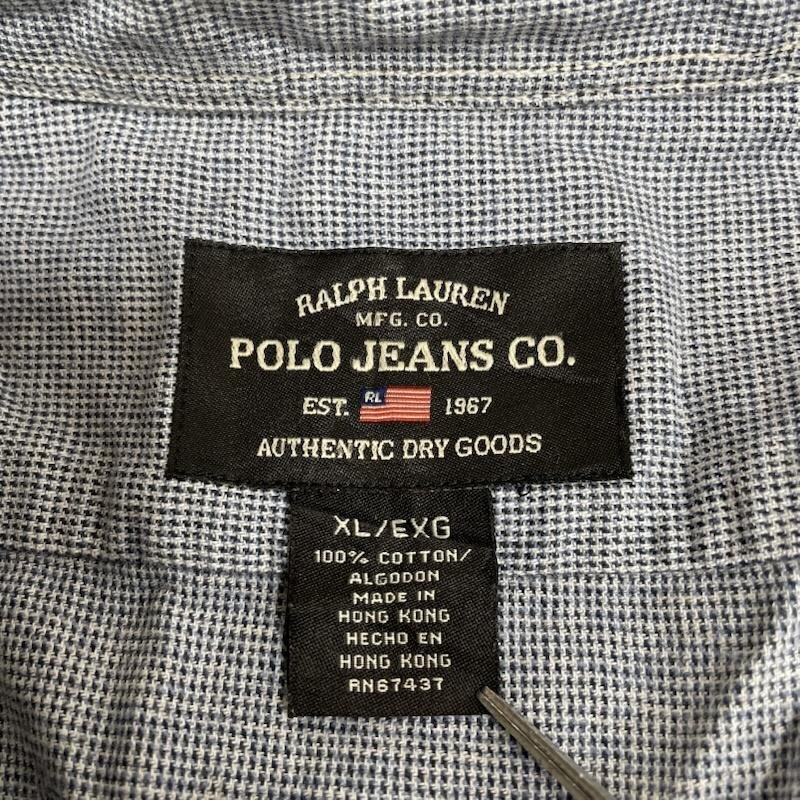 RALPH LAUREN
MFG. CO.
POLO JEANS CO.
EST. RL 1967
AUTHENTIC DRY GOODS
XL/EXG
100% COTTON/
ALGODON
MADE IN
HONG KONG
HECHO EN
HONG KONG
RN67437